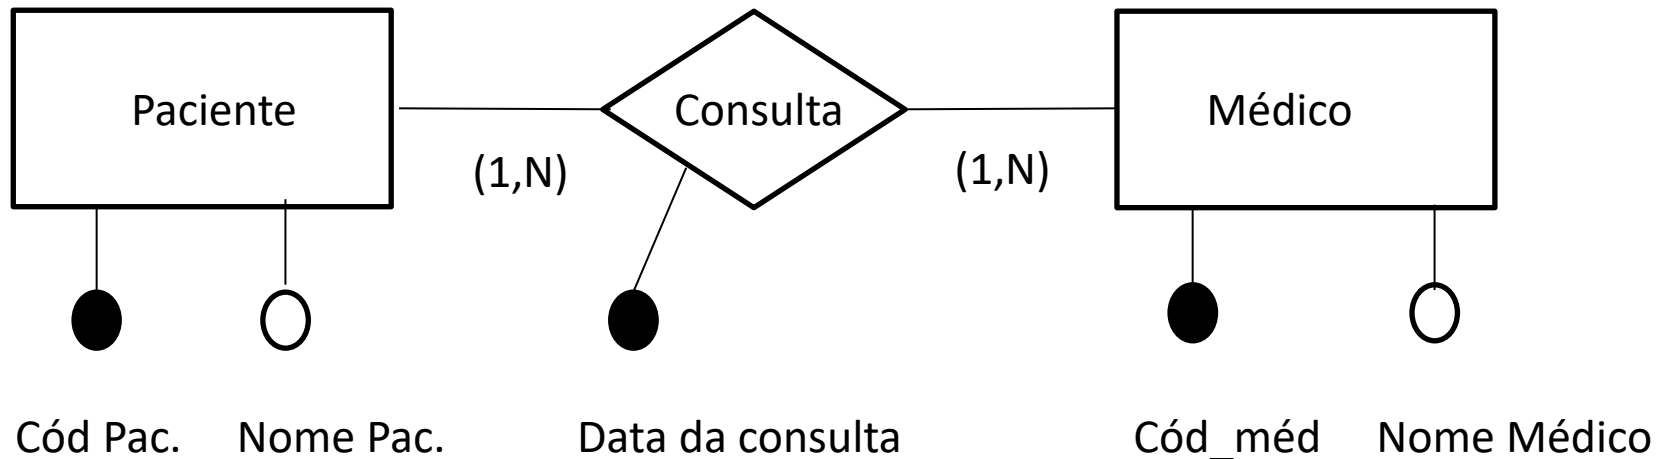 Paciente
Consulta
Médico
(1,N)
(1,N)
Cód Pac.
Nome Pac.
Data da consulta
Cód_méd
Nome Médico